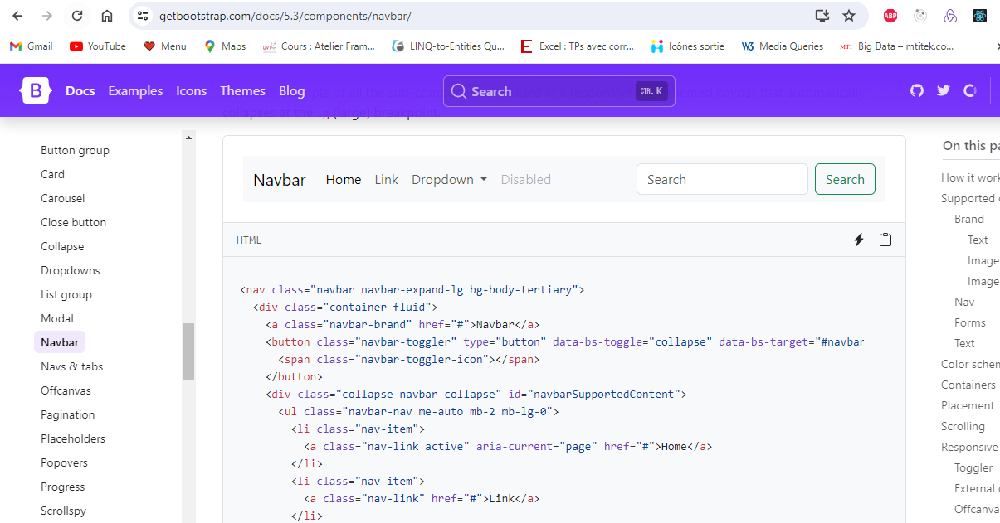 getbootstrap.com/docs/5.3/components/navbar/
ABP
Gmail YouTube Menu Maps Cours : Atelier Fram... LINQ-to-Entities Qu... Excel : TPs avec corr... Icônes sortie W3 Media Queries MTI Big Data – mtitek.co...
B Docs Examples Icons Themes Blog Search CTRL K
collapses at the lg (large) breakpoint.
Button group
Card
Carousel
Close button
Collapse
Dropdowns
List group
Modal
Navbar
Navs & tabs
Offcanvas
Pagination
Placeholders
Popovers
Progress
Scrollspy
Navbar Home Link Dropdown Disabled Search Search
HTML
<nav class="navbar navbar-expand-lg bg-body-tertiary">
<div class="container-fluid">
<a class="navbar-brand" href="#">Navbar</a>
<button class="navbar-toggler" type="button" data-bs-toggle="collapse" data-bs-target="#navbar
<span class="navbar-toggler-icon"></span>
</button>
<div class="collapse navbar-collapse" id="navbarSupportedContent">
<ul class="navbar-nav me-auto mb-2 mb-lg-0">
<li class="nav-item">
<a class="nav-link active" aria-current="page" href="#">Home</a>
</li>
<li class="nav-item">
<a class="nav-link" href="#">Link</a>
</li>
On this pa
How it work
Supported c
Brand
Text
Image
Image
Nav
Forms
Text
Color schem
Containers
Placement
Scrolling
Responsive
Toggler
External c
Offcanva